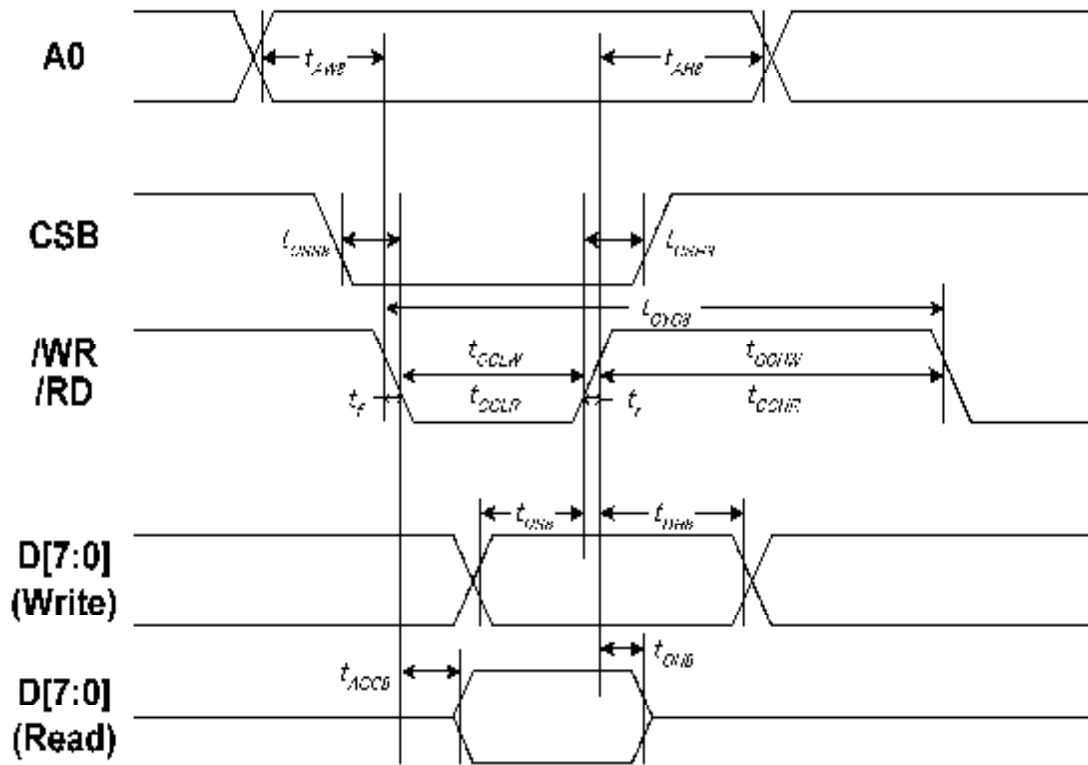 A0
t_AW8
t_AH8
CSB
/WR
/RD
t_CYC8
t_CCLW
t_CCHW
t_f
t_CCLR
t_r
t_CCHR
D[7:0]
(Write)
t_DS8
t_DH8
t_OH8
t_ACC8
D[7:0]
(Read)